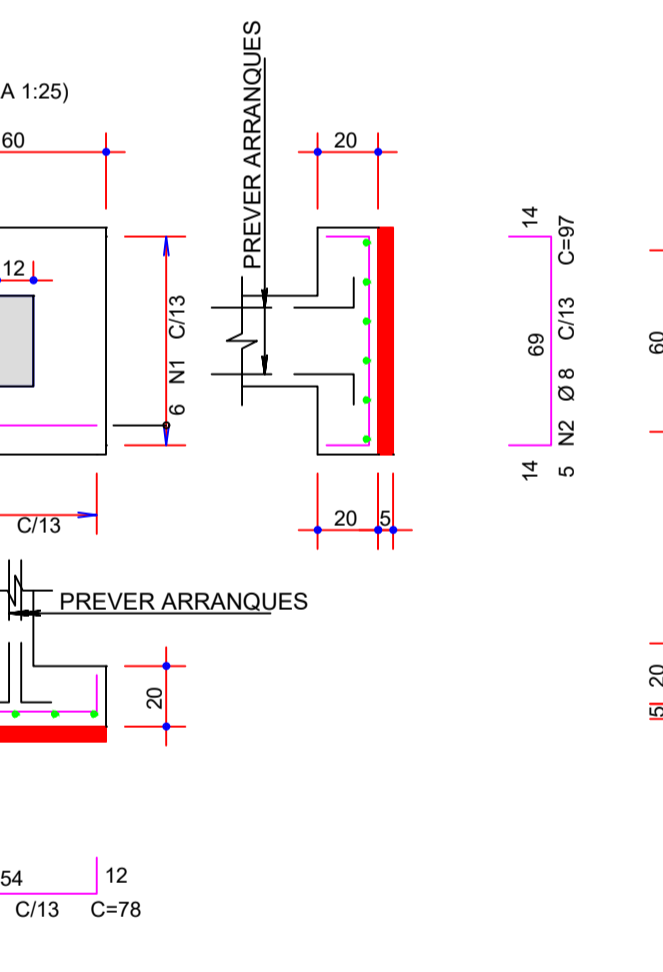 A 1:25)
60
12
6 N1 C/13
C/13
PREVER ARRANQUES
20
20
5
14
69
14
5 N2 Ø 8 C/13 C=97
60
PREVER ARRANQUES
20
20
5
54
12
C/13 C=78